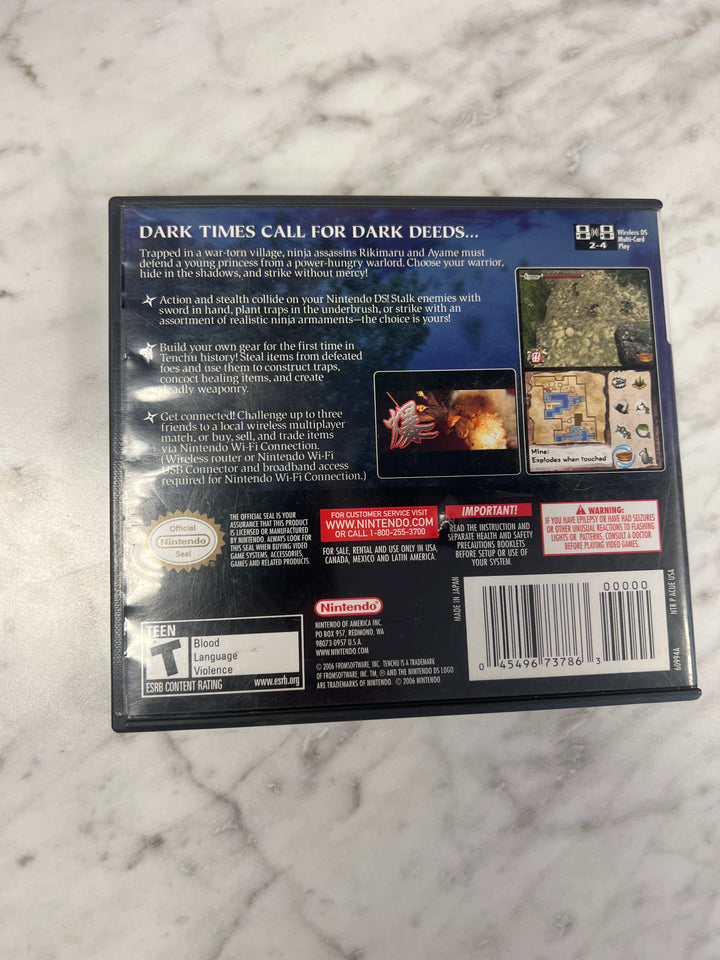 DARK TIMES CALL FOR DARK DEEDS...
Trapped in a war-torn village, ninja assassins Rikimaru and Ayame must
defend a young princess from a power-hungry warlord. Choose your warrior,
hide in the shadows, and strike without mercy!
Action and stealth collide on your Nintendo DS! Stalk enemies with
sword in hand, plant traps in the underbrush, or strike with an
assortment of realistic ninja armaments—the choice is yours!
Build your own gear for the first time in
Tenchu history! Steal items from defeated
foes and use them to construct traps,
concoct healing items, and create
deadly weaponry.
Get connected! Challenge up to three
friends to a local wireless multiplayer
match, or buy, sell, and trade items
via Nintendo Wi-Fi Connection.
(Wireless router or Nintendo Wi-Fi
USB Connector and broadband access
required for Nintendo Wi-Fi Connection.)
2-4
Wireless DS
Multi-Card
Play
爆
Mine:
Explodes when touched
Official
Nintendo
Seal
THE OFFICIAL SEAL IS YOUR
ASSURANCE THAT THIS PRODUCT
IS LICENSED OR MANUFACTURED
BY NINTENDO. ALWAYS LOOK FOR
THIS SEAL WHEN BUYING VIDEO
GAME SYSTEMS, ACCESSORIES,
GAMES AND RELATED PRODUCTS.
FOR CUSTOMER SERVICE VISIT
WWW.NINTENDO.COM
OR CALL 1-800-255-3700
FOR SALE, RENTAL AND USE ONLY IN USA,
CANADA, MEXICO AND LATIN AMERICA.
IMPORTANT!
READ THE INSTRUCTION AND
SEPARATE HEALTH AND SAFETY
PRECAUTIONS BOOKLETS
BEFORE SETUP OR USE OF
YOUR SYSTEM.
WARNING:
IF YOU HAVE EPILEPSY OR HAVE HAD SEIZURES
OR OTHER UNUSUAL REACTIONS TO FLASHING
LIGHTS OR PATTERNS, CONSULT A DOCTOR
BEFORE PLAYING VIDEO GAMES.
TEEN
T
Blood
Language
Violence
ESRB CONTENT RATING
www.esrb.org
Nintendo®
NINTENDO OF AMERICA INC.
PO BOX 957, REDMOND, WA
98073-0957 U.S.A.
WWW.NINTENDO.COM
© 2006 FROMSOFTWARE, INC. TENCHU IS A TRADEMARK
OF FROMSOFTWARE, INC. TM, ® AND THE NINTENDO DS LOGO
ARE TRADEMARKS OF NINTENDO. © 2006 NINTENDO.
MADE IN JAPAN
00000
0 45496 73786 3
NTR P ACUE USA
60994A